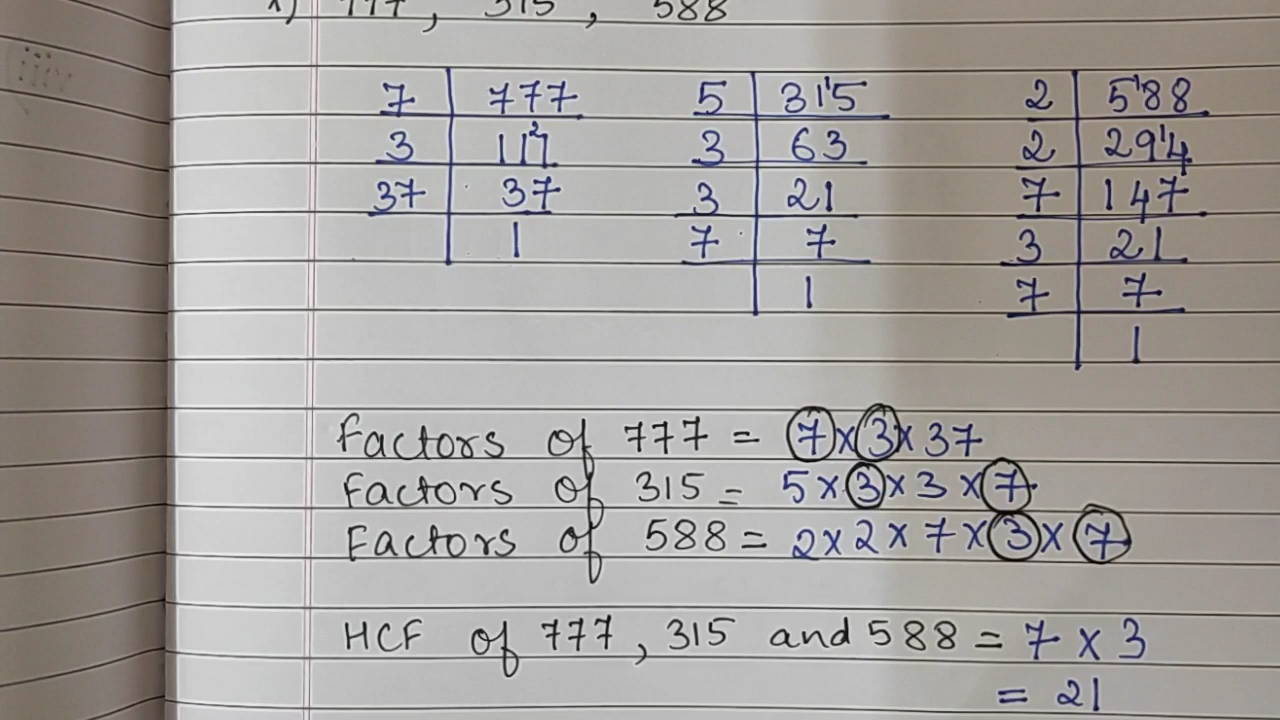 x) 777, 315, 588
7 | 777 5 | 315 2 | 588
3 | 111 3 | 63 2 | 294
37 | 37 3 | 21 7 | 147
1 7 | 7 3 | 21
1 7 | 7
1
Factors of 777 = 7 × 3 × 37
Factors of 315 = 5 × 3 × 3 × 7
Factors of 588 = 2 × 2 × 7 × 3 × 7
HCF of 777, 315 and 588 = 7 × 3
= 21